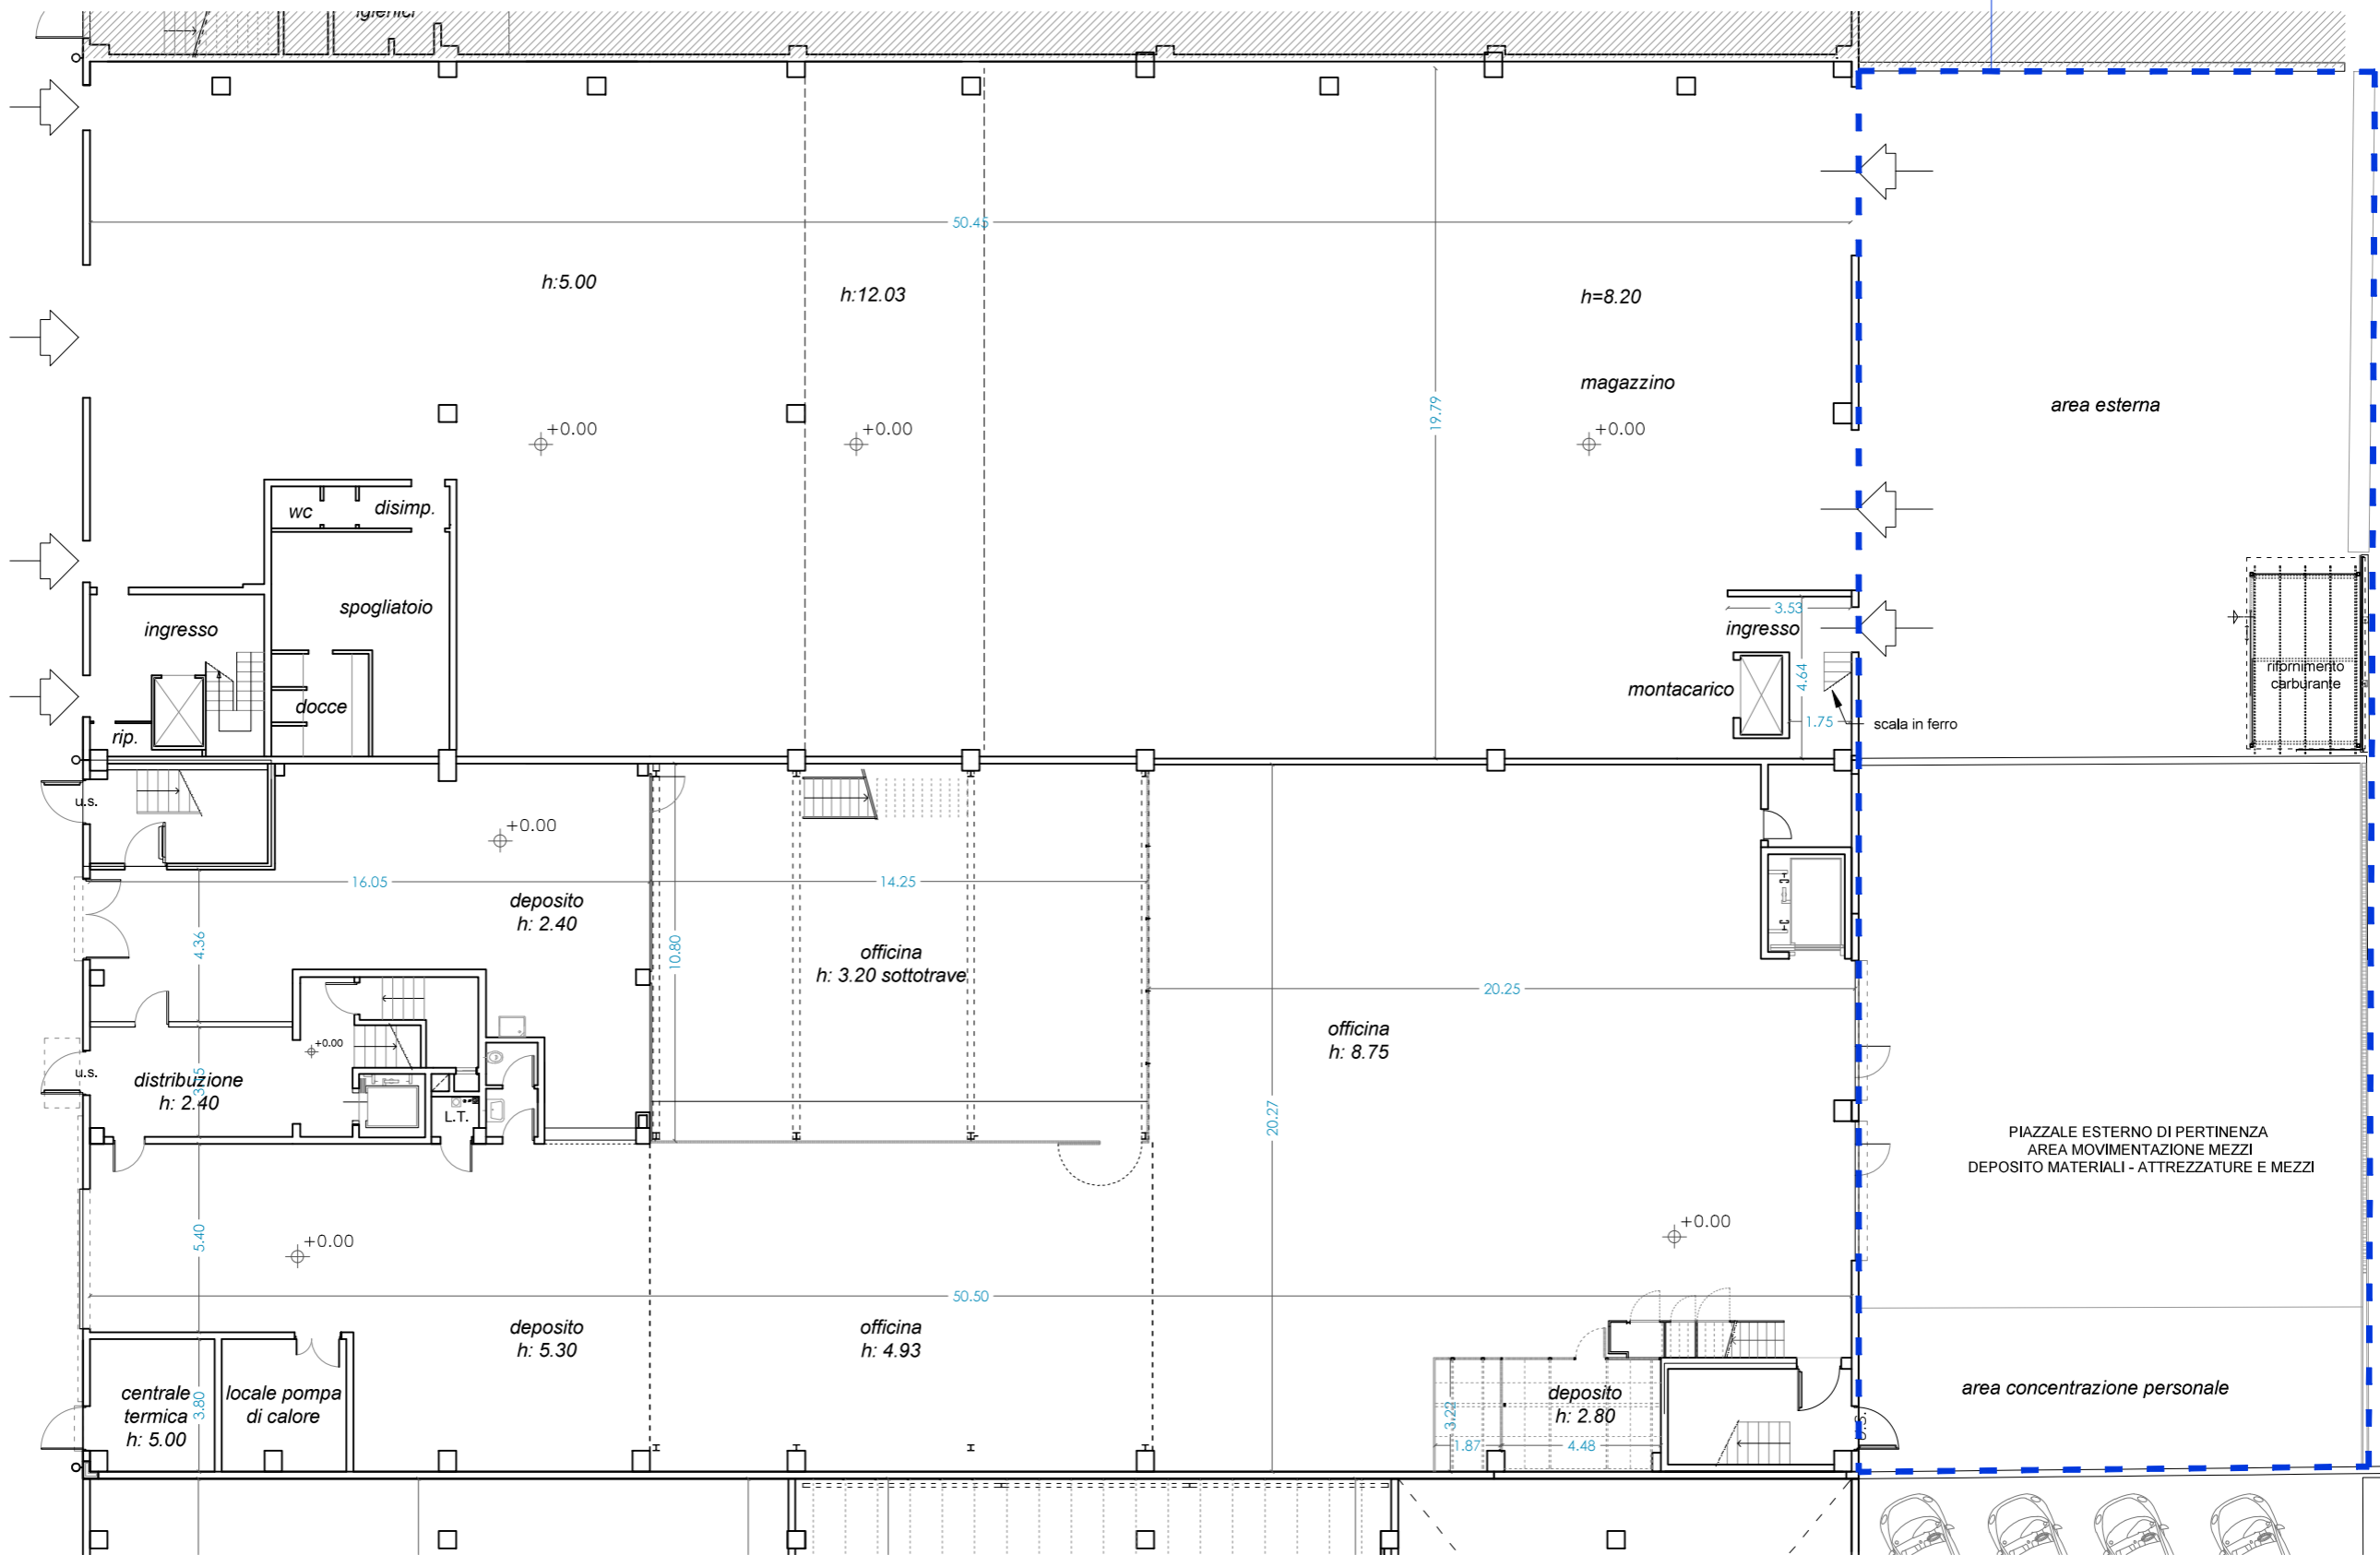 igienici
50.45
h:5.00
h:12.03
h=8.20
magazzino
area esterna
19.79
+0.00
+0.00
+0.00
wc
disimp.
spogliatoio
ingresso
docce
rip.
3.53
ingresso
4.64
montacarico
1.75
scala in ferro
rifornimento
carburante
u.s.
+0.00
16.05
14.25
deposito
h: 2.40
4.36
10.80
officina
h: 3.20 sottotrave
20.25
officina
h: 8.75
+0.00
u.s.
distribuzione
h: 2.40
L.T.
20.27
PIAZZALE ESTERNO DI PERTINENZA
AREA MOVIMENTAZIONE MEZZI
DEPOSITO MATERIALI - ATTREZZATURE E MEZZI
5.40
+0.00
+0.00
50.50
deposito
h: 5.30
officina
h: 4.93
centrale
termica
h: 5.00
3.80
locale pompa
di calore
deposito
h: 2.80
3.22
1.87
4.48
area concentrazione personale
u.s.